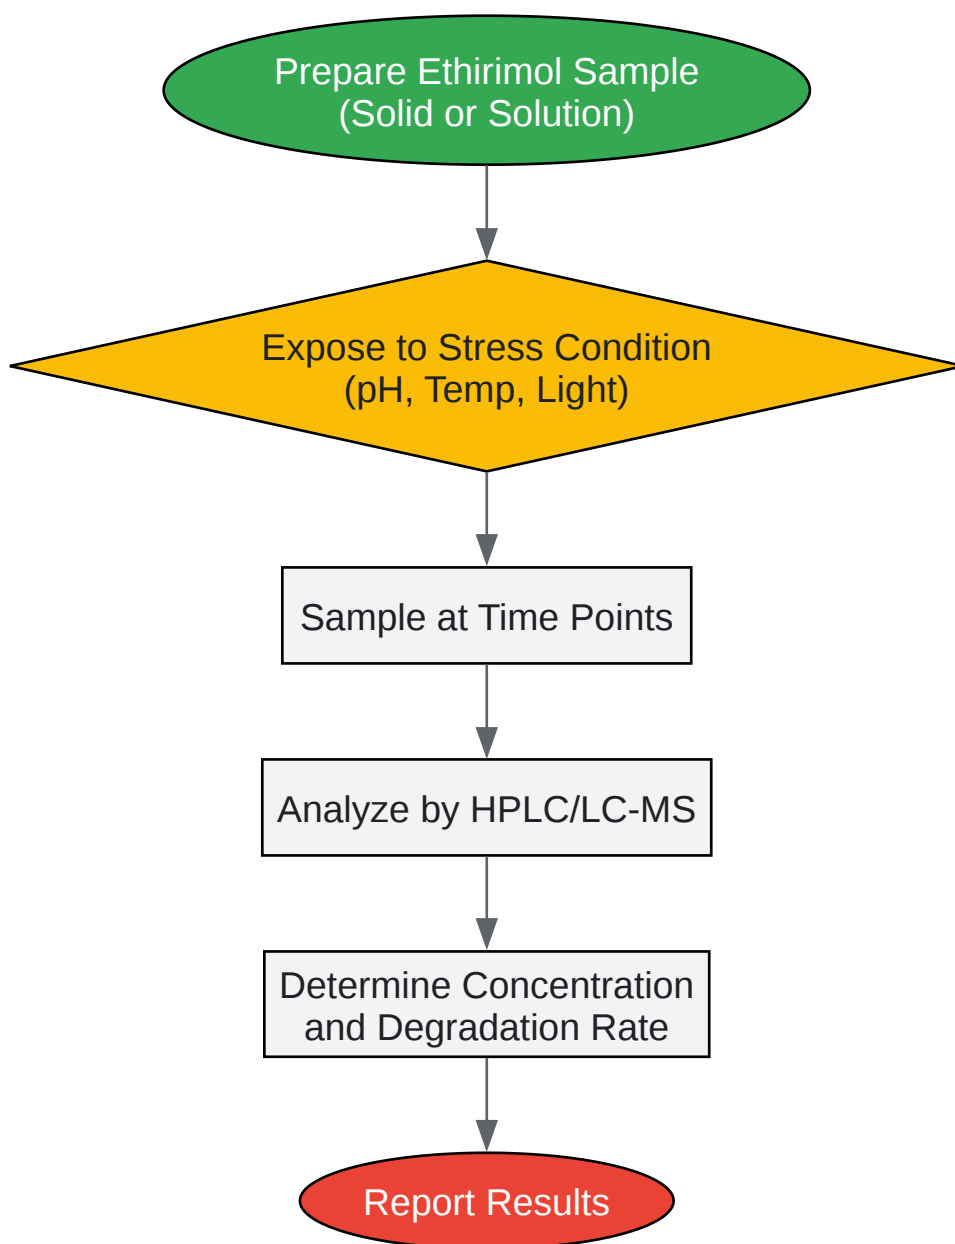 Prepare Ethirimol Sample
(Solid or Solution)
Expose to Stress Condition
(pH, Temp, Light)
Sample at Time Points
Analyze by HPLC/LC-MS
Determine Concentration
and Degradation Rate
Report Results